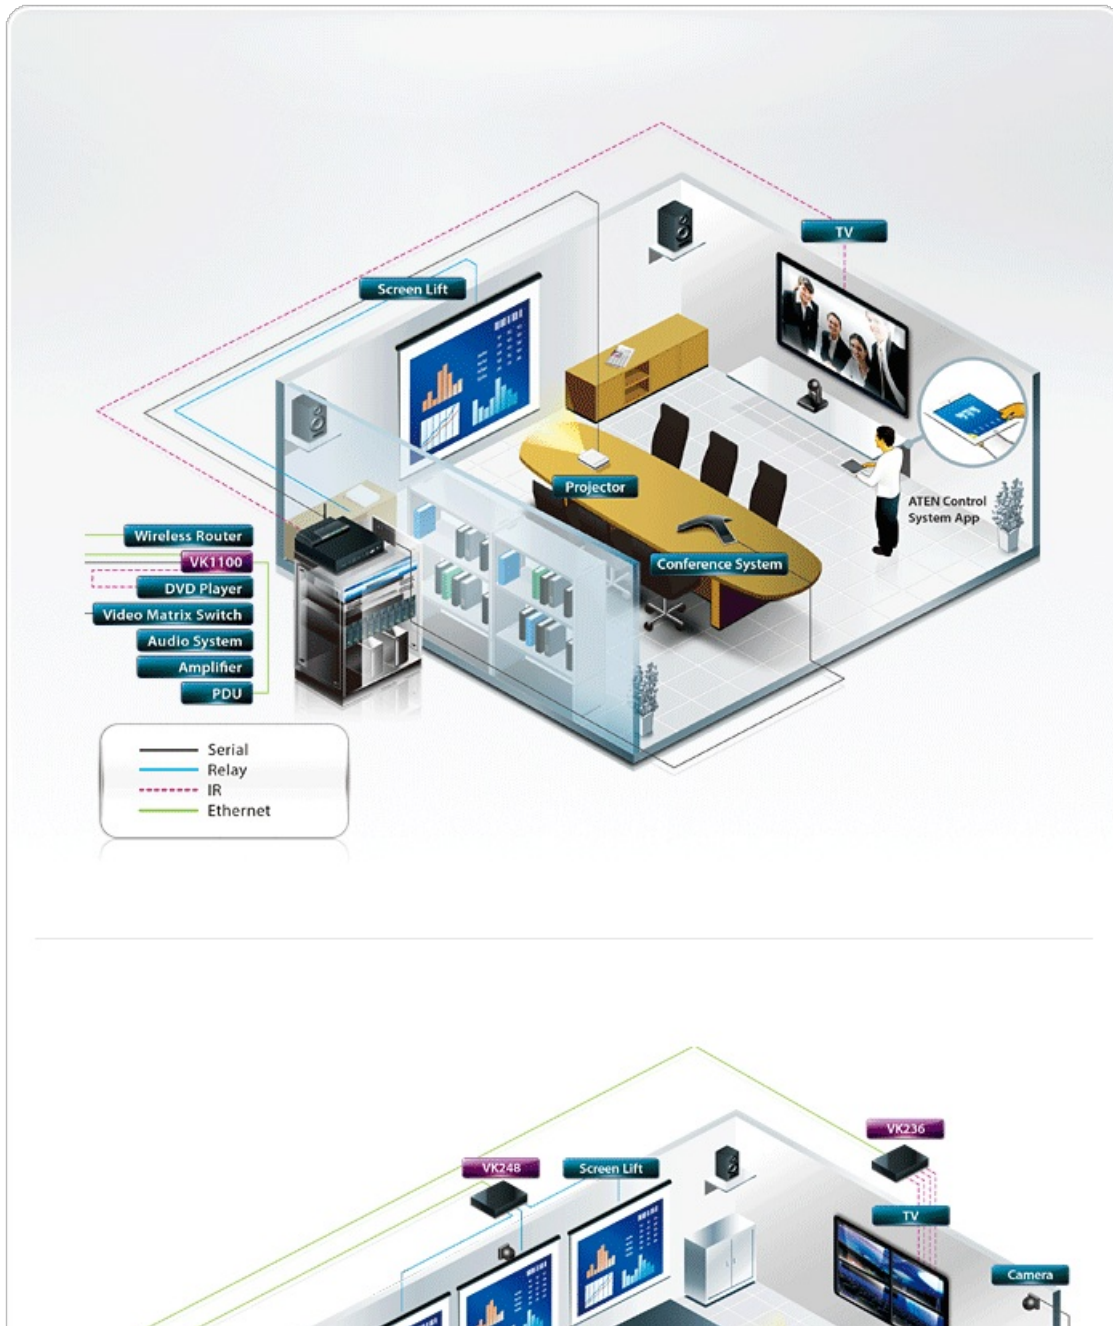 TV
Screen Lift
Projector
ATEN Control
System App
Conference System
Wireless Router
VK1100
DVD Player
Video Matrix Switch
Audio System
Amplifier
PDU
Serial
Relay
IR
Ethernet
VK236
VK248
Screen Lift
TV
Camera